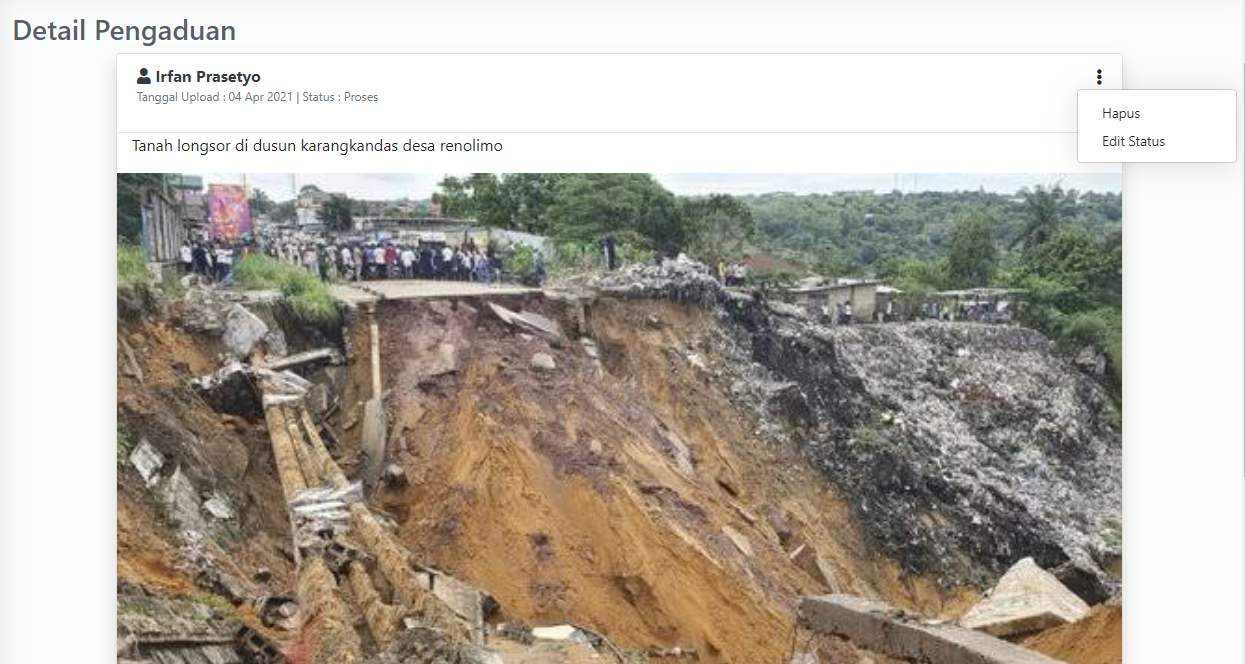 Detail Pengaduan
Irfan Prasetyo
Tanggal Upload : 04 Apr 2021 | Status : Proses
Hapus
Edit Status
Tanah longsor di dusun karangkandas desa renolimo